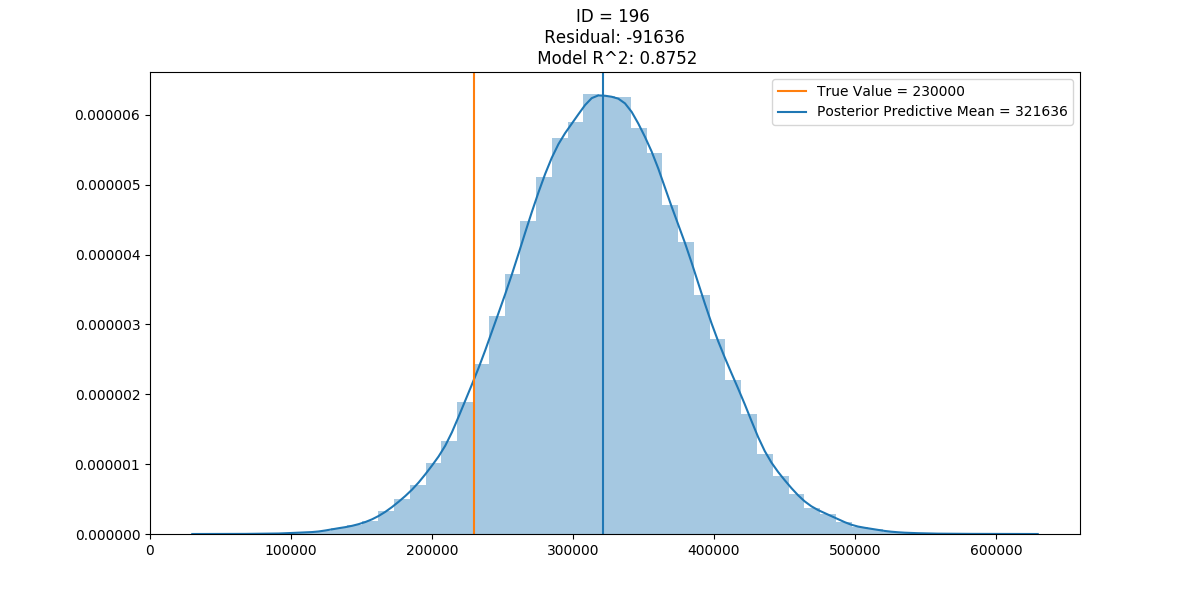 ID = 196
Residual: -91636
Model R^2: 0.8752
True Value = 230000
Posterior Predictive Mean = 321636
0.000006
0.000005
0.000004
0.000003
0.000002
0.000001
0.000000
0 100000 200000 300000 400000 500000 600000